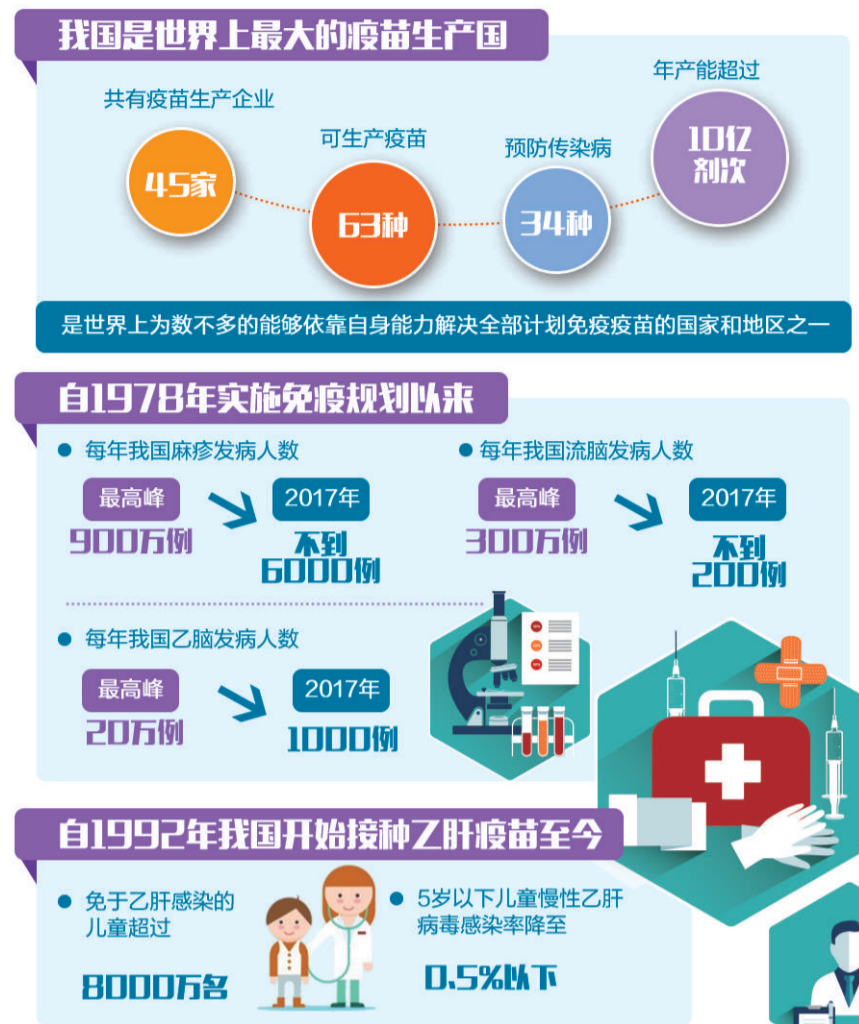 我国是世界上最大的疫苗生产国
共有疫苗生产企业
45家
可生产疫苗
63种
预防传染病
34种
年产能超过
10亿
剂次
是世界上为数不多的能够依靠自身能力解决全部计划免疫疫苗的国家和地区之一
自1978年实施免疫规划以来
每年我国麻疹发病人数
最高峰
900万例
2017年
不到
6000例
每年我国流脑发病人数
最高峰
300万例
2017年
不到
200例
每年我国乙脑发病人数
最高峰
20万例
2017年
1000例
自1992年我国开始接种乙肝疫苗至今
免于乙肝感染的
儿童超过
8000万名
5岁以下儿童慢性乙肝
病毒感染率降至
0.5%以下